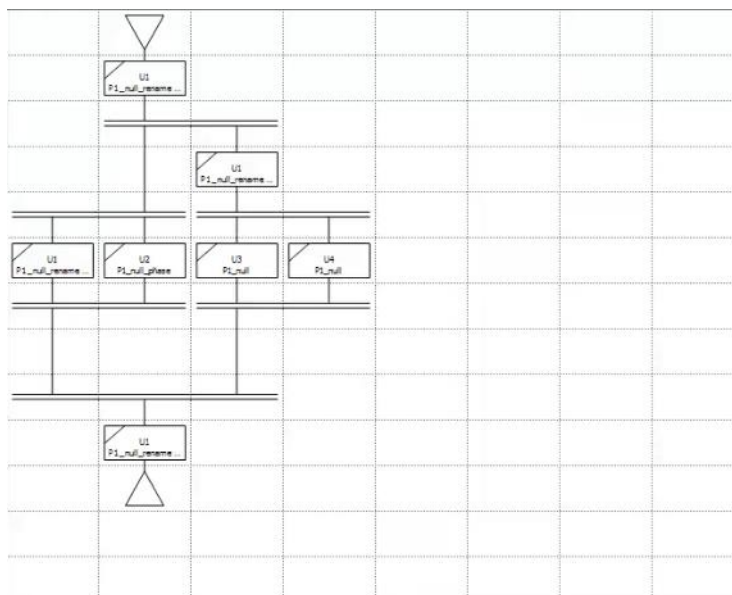 U1
P1_null_rename ...
U1
P1_null_rename ...
U1
P1_null_rename ...
U2
P1_null_phase
U3
P1_null
U4
P1_null
U1
P1_null_rename ...